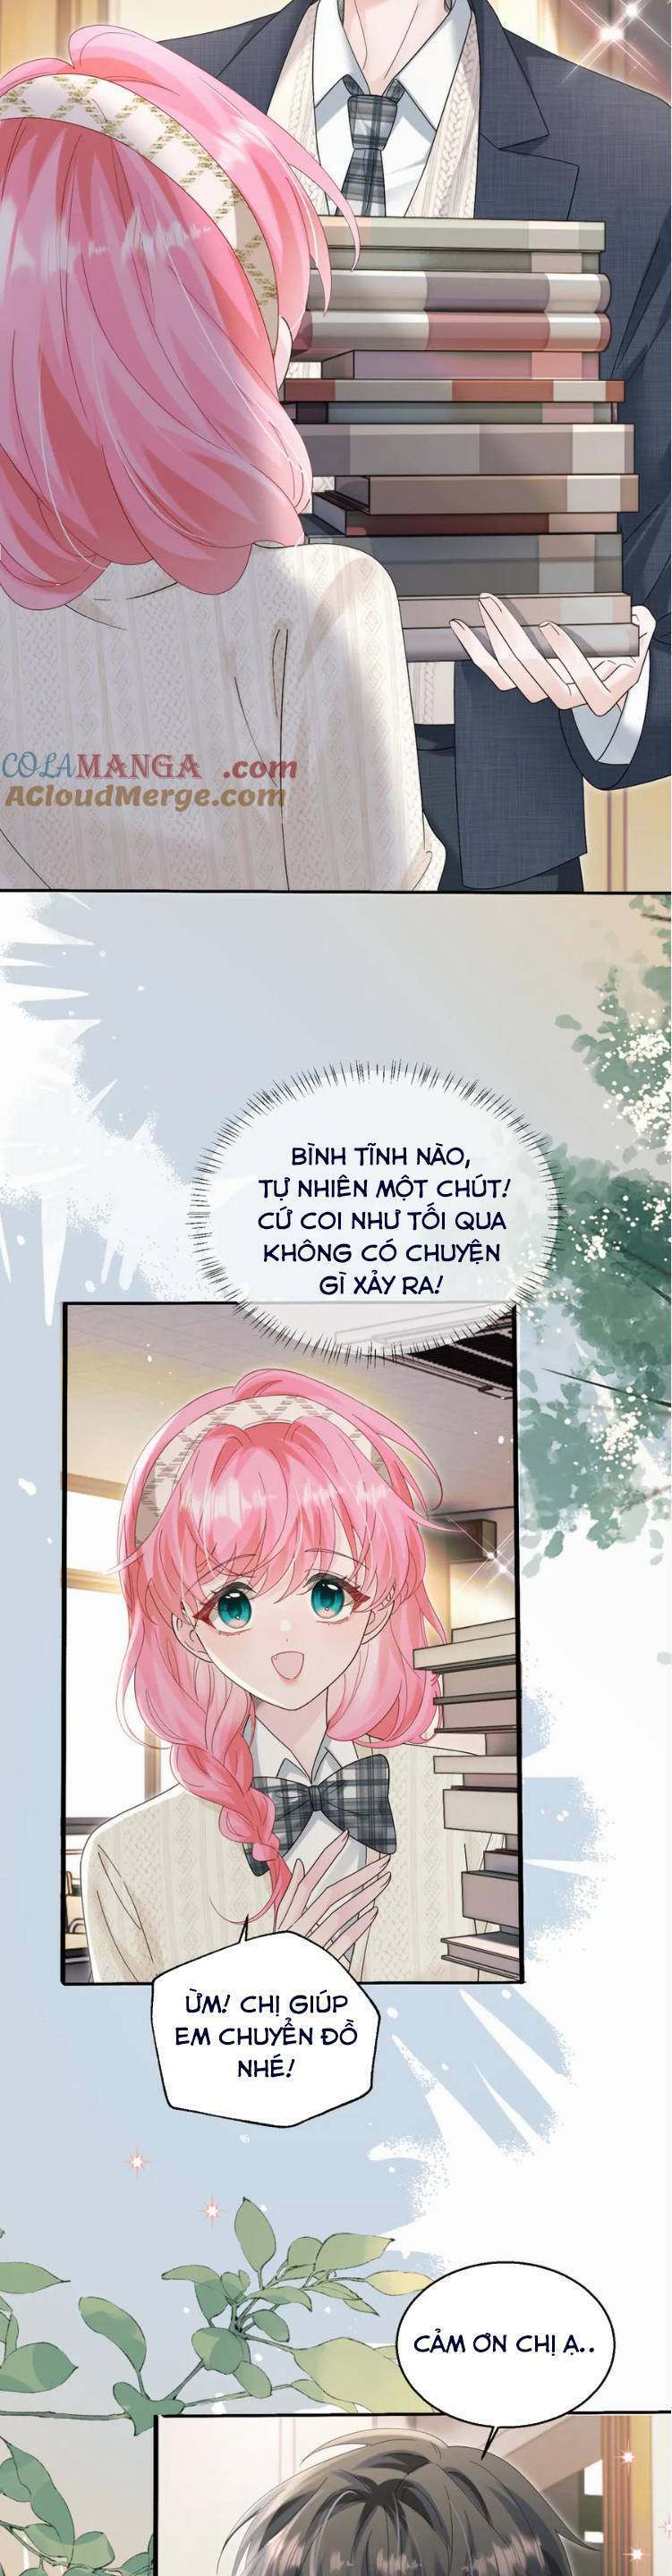 COLAMANGA.com
AcloudMerge.com
BÌNH TĨNH NÀO,
TỰ NHIÊN MỘT CHÚT!
CỨ COI NHƯ TỐI QUA
KHÔNG CÓ CHUYỆN
GÌ XẢY RA!
ỪM! CHỊ GIÚP
EM CHUYỂN ĐỒ
NHÉ!
CẢM ƠN CHỊ Ạ..